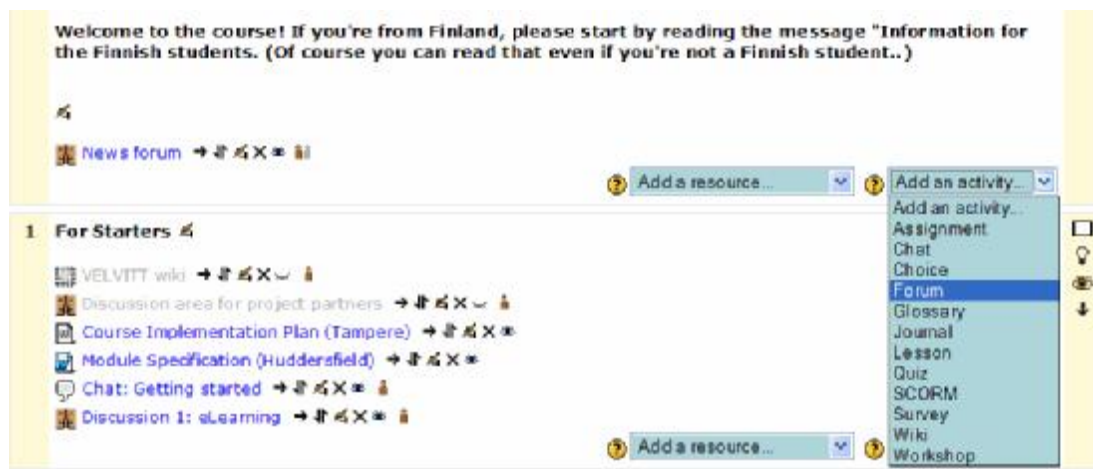 Welcome to the course! If you're from Finland, please start by reading the message "Information for
the Finnish students. (Of course you can read that even if you're not a Finnish student..)
News forum
Add a resource...
Add an activity...
Add an activity...
Assignment
Chat
Choice
Forum
Glossary
Journal
Lesson
Quiz
SCORM
Survey
Wiki
Workshop
1 For Starters
VELVITT wiki
Discussion area for project partners
Course Implementation Plan (Tampere)
Module Specification (Huddersfield)
Chat: Getting started
Discussion 1: eLearning
Add a resource...